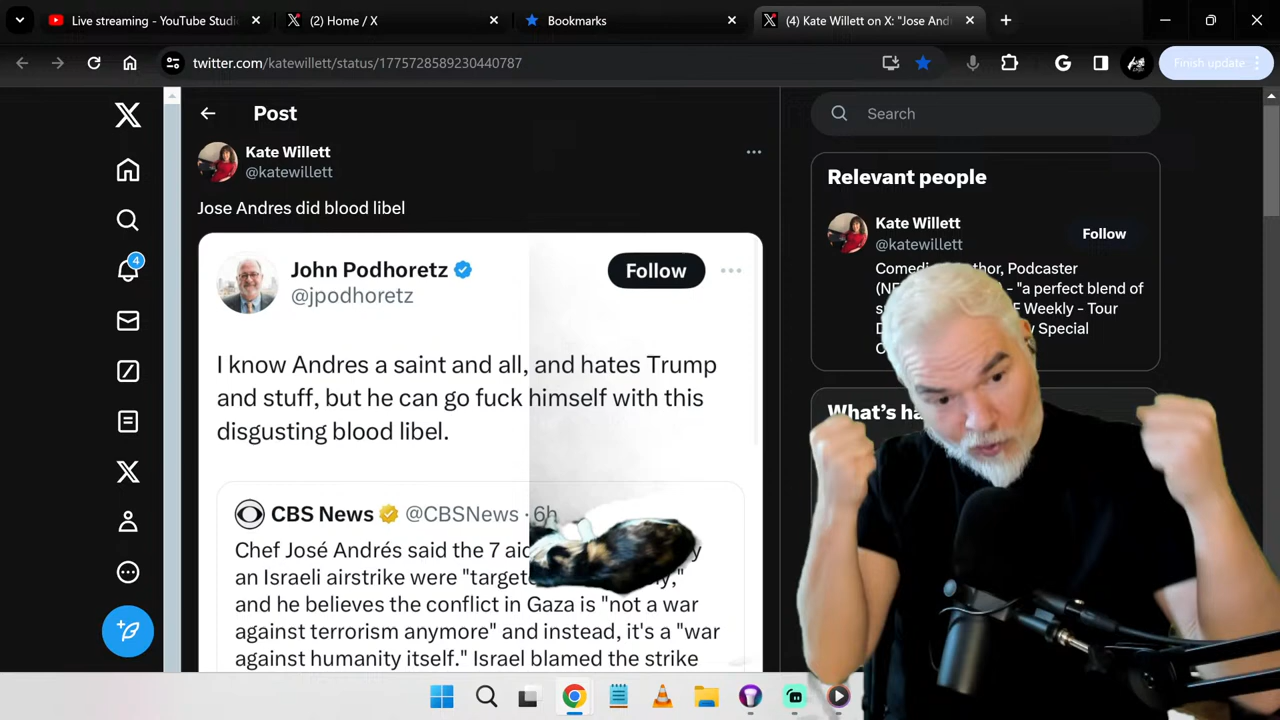 Live streaming - YouTube Studi
(2) Home / X
Bookmarks
(4) Kate Willett on X: "Jose And
twitter.com/katewillett/status/1775728589230440787
Finish update
Post
Search
Kate Willett
@katewillett
Jose Andres did blood libel
John Podhoretz
@jpodhoretz
Follow
I know Andres a saint and all, and hates Trump
and stuff, but he can go fuck himself with this
disgusting blood libel.
CBS News @CBSNews · 6h
Chef José Andrés said the 7
an Israeli airstrike were
and he believes the conflict in Gaza is "not a war
against terrorism anymore" and instead, it's a "war
against humanity itself." Israel blamed the strike
Relevant people
Kate Willett
@katewillett
Follow
Podcaster
"a perfect blend of
Weekly - Tour
Special
What's ha
4